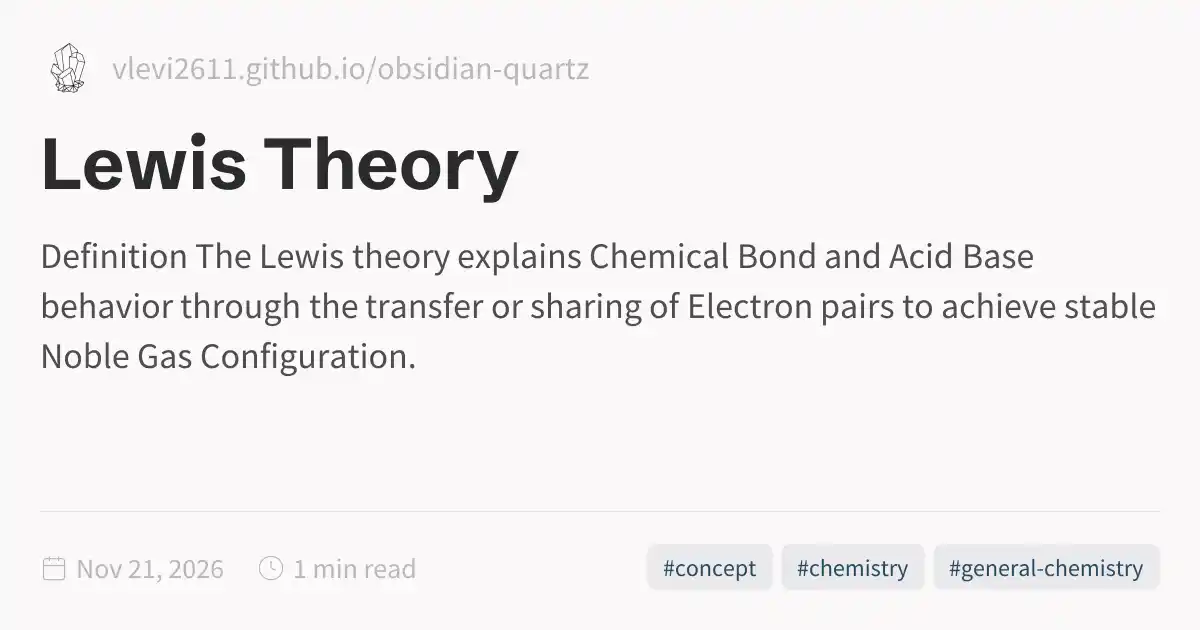 vlevi2611.github.io/obsidian-quartz
Lewis Theory
Definition The Lewis theory explains Chemical Bond and Acid Base
behavior through the transfer or sharing of Electron pairs to achieve stable
Noble Gas Configuration.
Nov 21, 2026 1 min read #concept #chemistry #general-chemistry